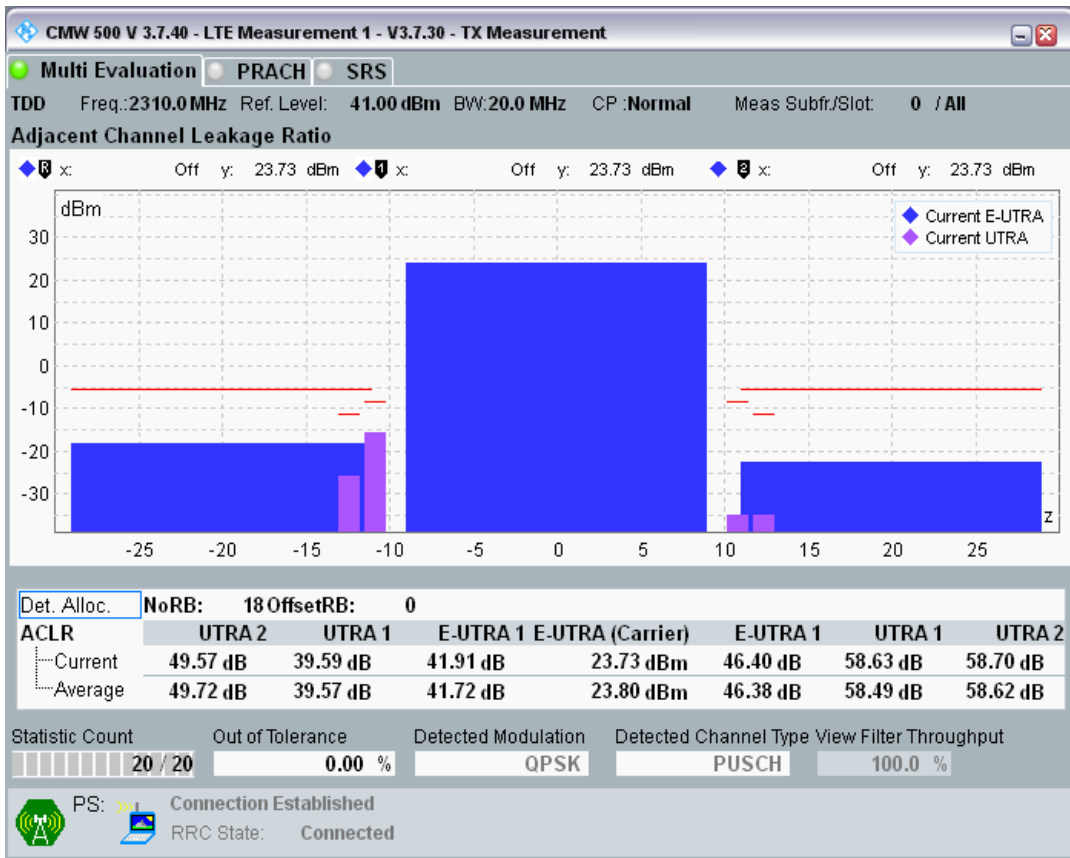 CMW 500 V 3.7.40 - LTE Measurement 1 - V3.7.30 - TX Measurement
Multi Evaluation PRACH SRS
TDD Freq.:2310.0 MHz Ref. Level: 41.00 dBm BW:20.0 MHz CP :Normal Meas Subfr./Slot: 0 / All
Adjacent Channel Leakage Ratio
R x: Off y: 23.73 dBm 1 x: Off y: 23.73 dBm 2 x: Off y: 23.73 dBm
dBm
Current E-UTRA
Current UTRA
30
20
10
0
-10
-20
-30
z
-25 -20 -15 -10 -5 0 5 10 15 20 25
Det. Alloc. NoRB: 18 OffsetRB: 0
ACLR UTRA 2 UTRA 1 E-UTRA 1 E-UTRA (Carrier) E-UTRA 1 UTRA 1 UTRA 2
Current 49.57 dB 39.59 dB 41.91 dB 23.73 dBm 46.40 dB 58.63 dB 58.70 dB
Average 49.72 dB 39.57 dB 41.72 dB 23.80 dBm 46.38 dB 58.49 dB 58.62 dB
Statistic Count Out of Tolerance Detected Modulation Detected Channel Type View Filter Throughput
20 / 20 0.00 % QPSK PUSCH 100.0 %
PS: Connection Established
RRC State: Connected